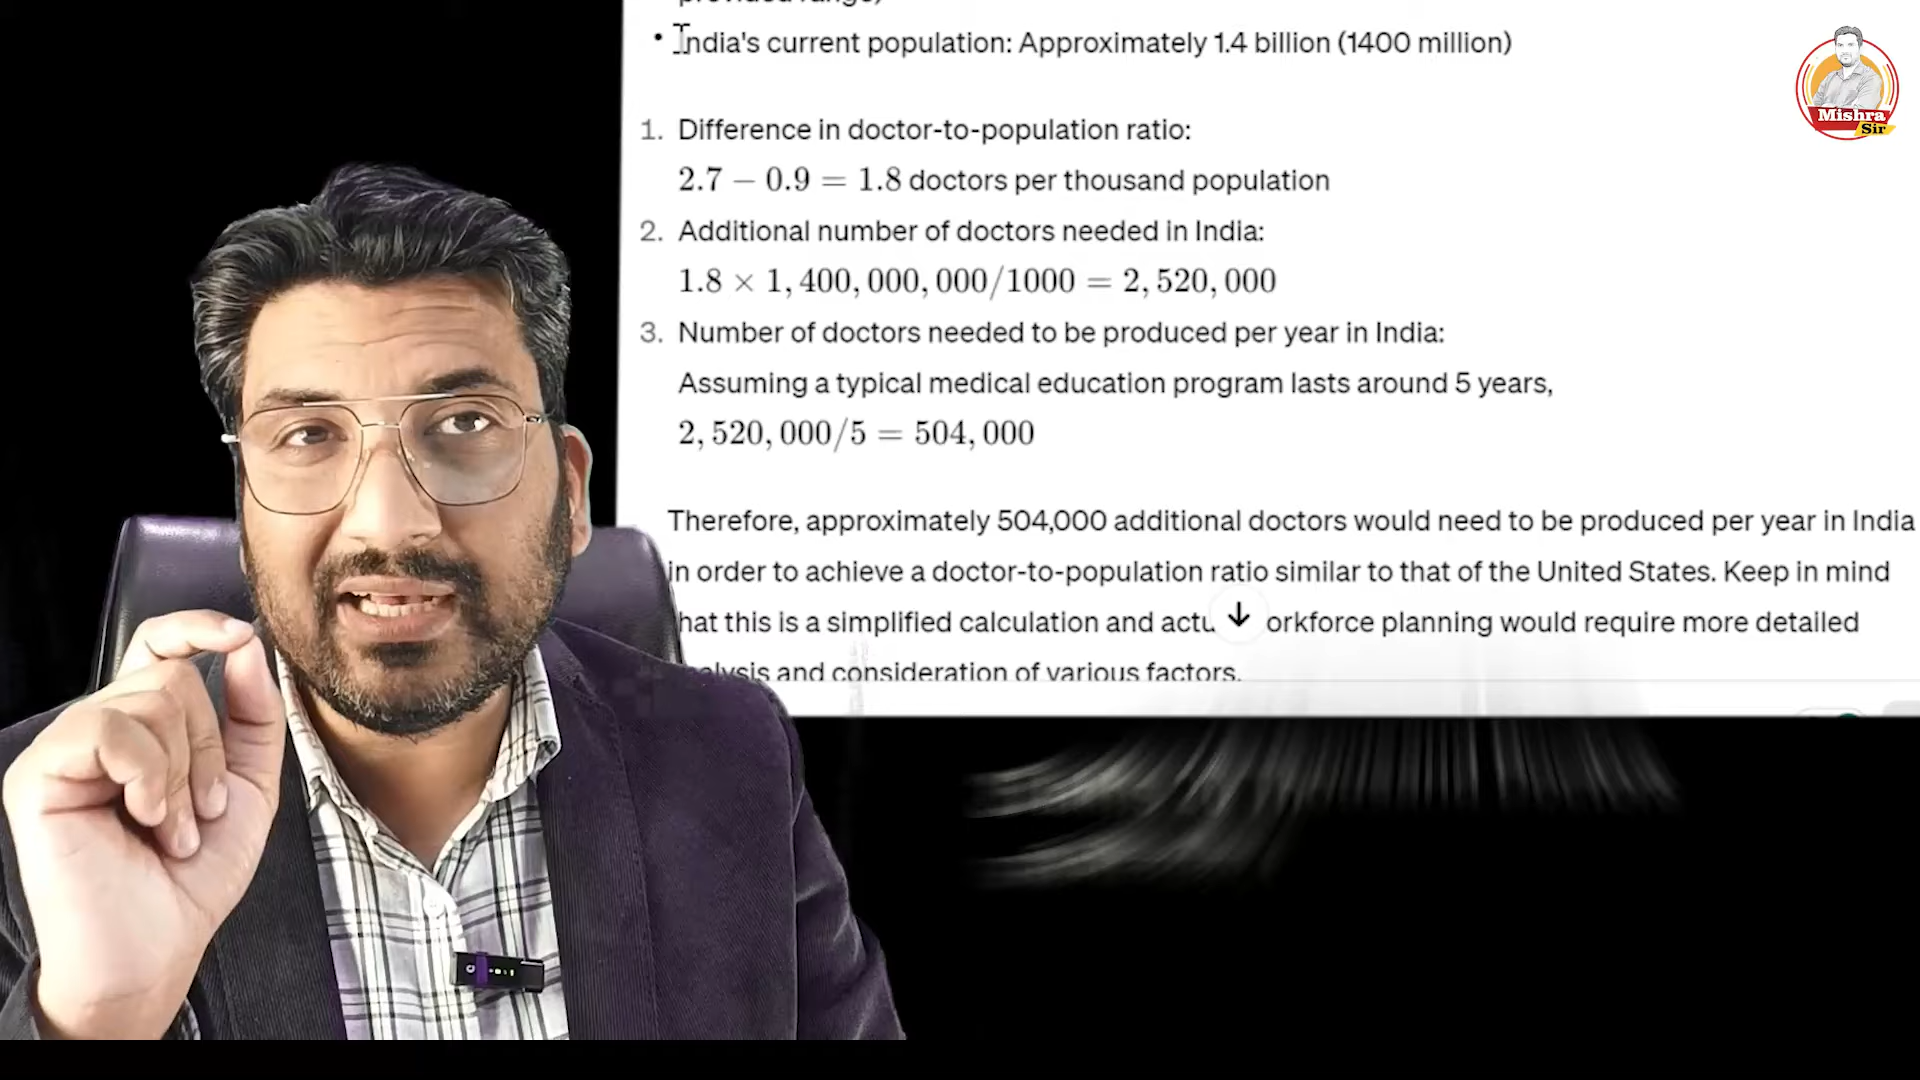 India's current population: Approximately 1.4 billion (1400 million)
Mishra
Sir
1. Difference in doctor-to-population ratio:
2.7 − 0.9 = 1.8 doctors per thousand population
2. Additional number of doctors needed in India:
1.8 × 1,400,000,000/1000 = 2,520,000
3. Number of doctors needed to be produced per year in India:
Assuming a typical medical education program lasts around 5 years,
2,520,000/5 = 504,000
Therefore, approximately 504,000 additional doctors would need to be produced per year in India
in order to achieve a doctor-to-population ratio similar to that of the United States. Keep in mind
hat this is a simplified calculation and actu orkforce planning would require more detailed
and consideration of various factors.